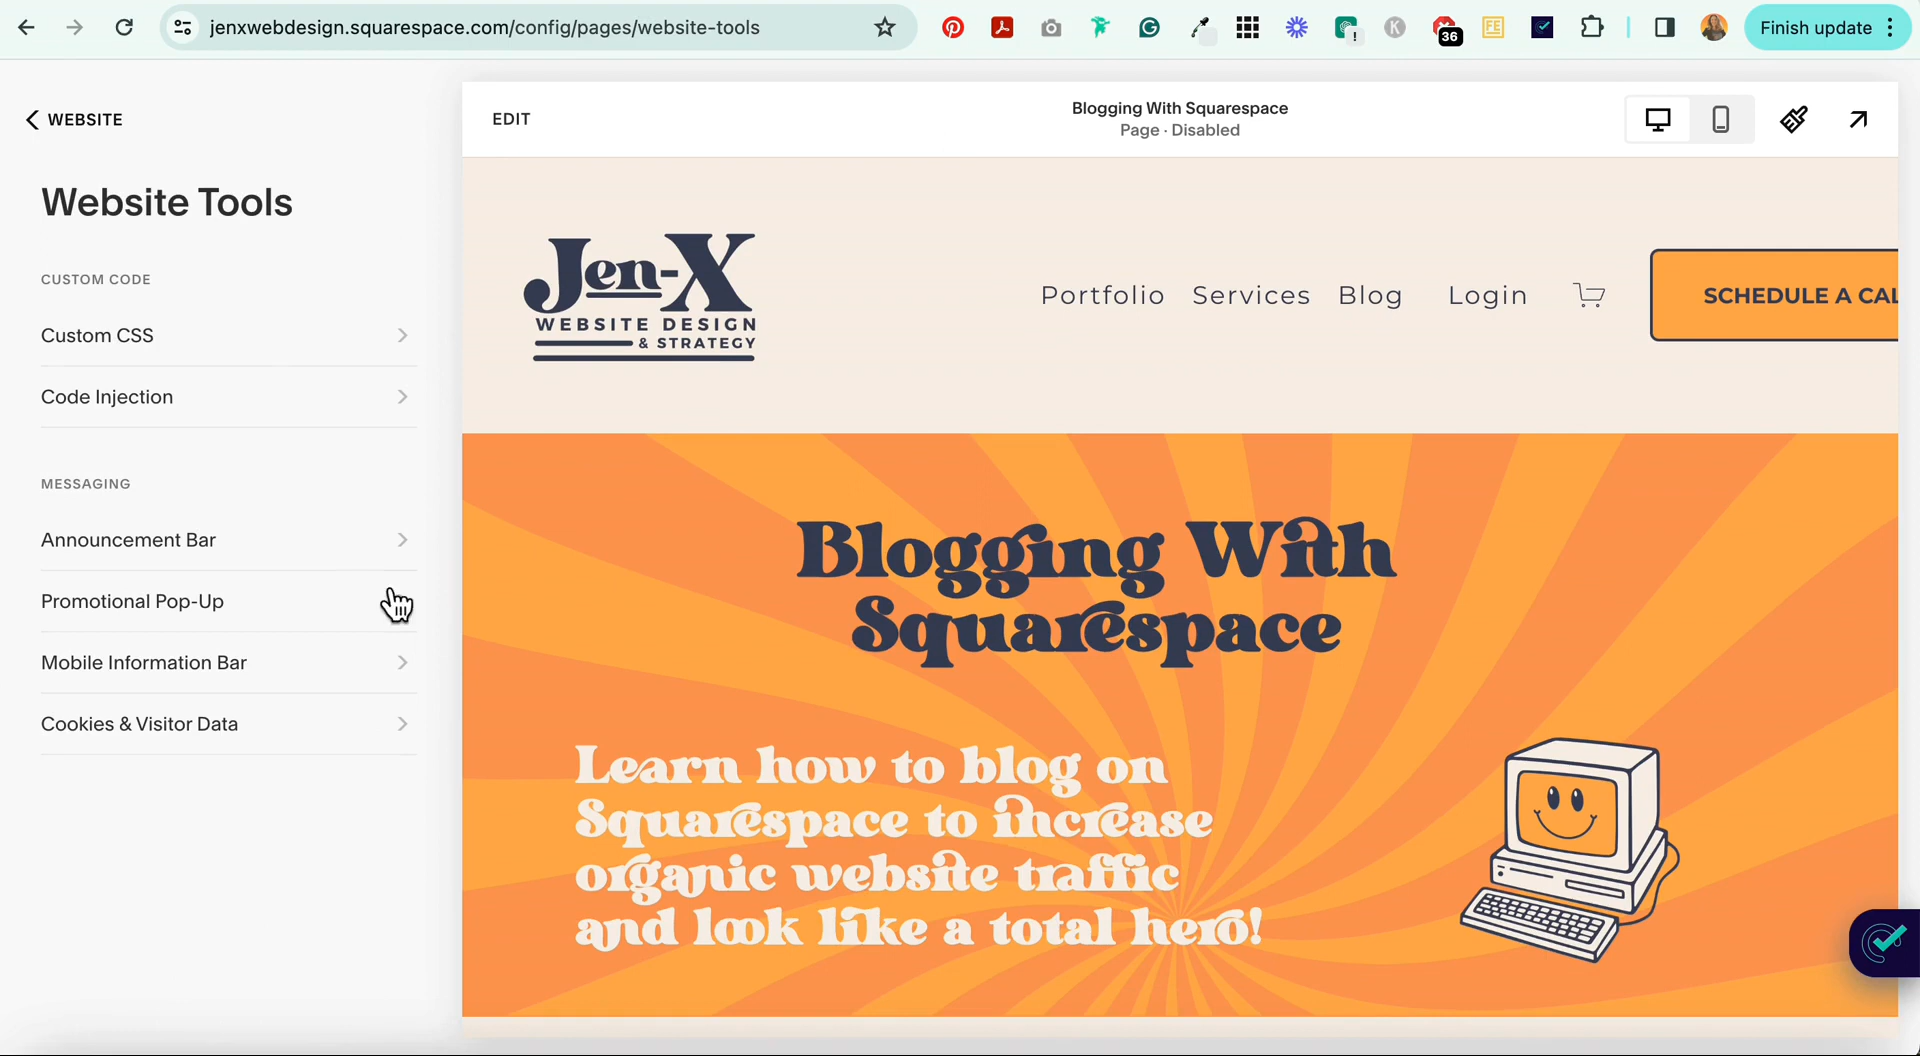 jenxwebdesign.squarespace.com/config/pages/website-tools
36
FE
K
Finish update
WEBSITE
Website Tools
CUSTOM CODE
Custom CSS
Code Injection
MESSAGING
Announcement Bar
Promotional Pop-Up
Mobile Information Bar
Cookies & Visitor Data
EDIT
Blogging With Squarespace
Page · Disabled
Jen-X
WEBSITE DESIGN
& STRATEGY
Portfolio Services Blog Login
SCHEDULE A CAL
Blogging With
Squarespace
Learn how to blog on
Squarespace to increase
organic website traffic
and look like a total hero!